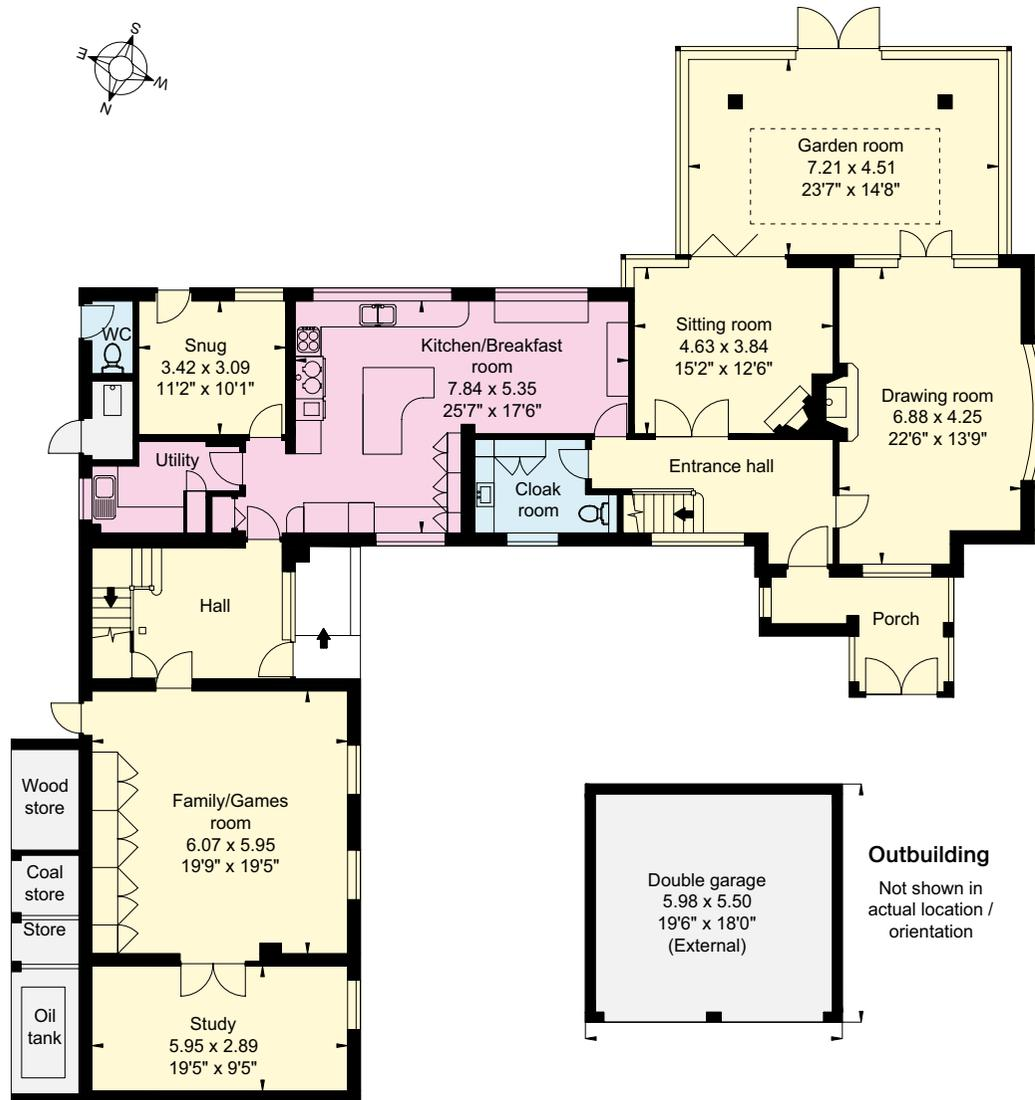 S
E
W
N
Garden room
7.21 x 4.51
23'7" x 14'8"
WC
Snug
3.42 x 3.09
11'2" x 10'1"
Kitchen/Breakfast
room
7.84 x 5.35
25'7" x 17'6"
Sitting room
4.63 x 3.84
15'2" x 12'6"
Drawing room
6.88 x 4.25
22'6" x 13'9"
Utility
Cloak
room
Entrance hall
Hall
Porch
Wood
store
Coal
store
Store
Oil
tank
Family/Games
room
6.07 x 5.95
19'9" x 19'5"
Study
5.95 x 2.89
19'5" x 9'5"
Double garage
5.98 x 5.50
19'6" x 18'0"
(External)
Outbuilding
Not shown in
actual location /
orientation